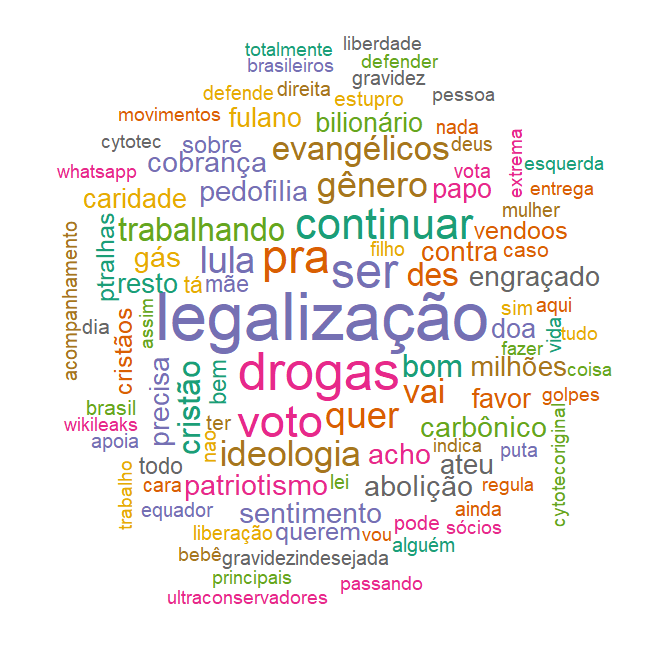 totalmente liberdade
brasileiros defender
gravidez
defende direita estupro pessoa
movimentos fulano bilionário nada
cytotec sobre evangélicos deus
whatsapp cobrança vota extrema esquerda
caridade pedofilia gênero papo entrega
mulher
ptralhas trabalhando continuar vendoos
acompanhamento gás lula pra filho contra caso
resto tá mãe ser des engraçado
dia assim legalização sim aqui
cristãos doa vida tudo
fazer
precisa cristão bem drogas bom milhões coisa
brasil vai favor golpes
wikileaks não ter voto quer carbônico cytotecoriginal
apoia ideologia acho indica puta
todo ateu
trabalho cara patriotismo lei abolição regula
equador sentimento ainda
liberação querem vou pode sócios
alguém
bebê gravidezindesejada
principais passando
ultraconservadores